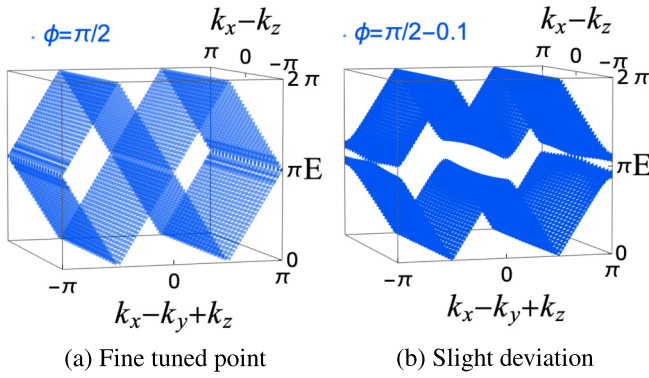 ϕ=π/2
k_x−k_z
π 0 −π
2 π
π E
0
−π 0 π
k_x−k_y+k_z
(a) Fine tuned point
ϕ=π/2−0.1
k_x−k_z
π 0 −π
2 π
π E
0
−π 0 π
k_x−k_y+k_z
(b) Slight deviation